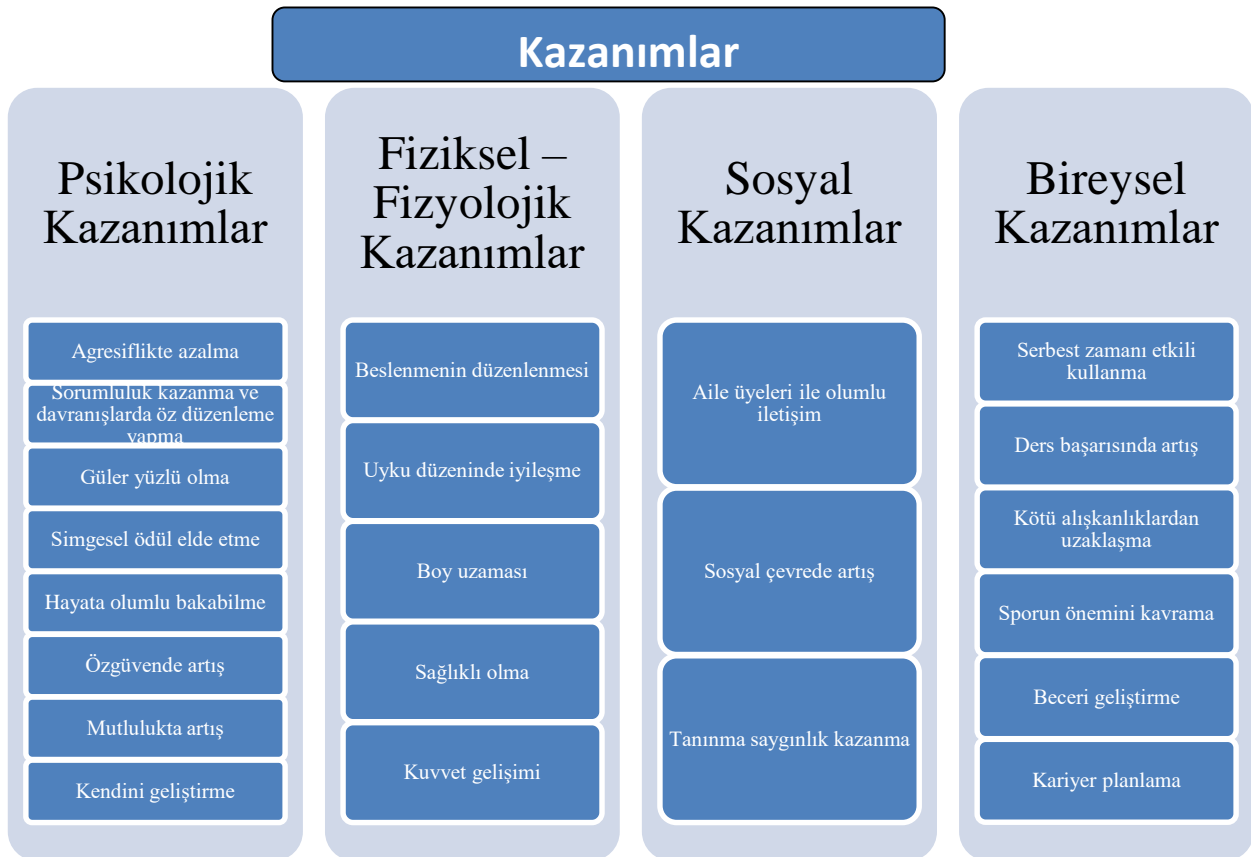 Kazanımlar
Psikolojik
Kazanımlar
Agresiflikte azalma
Sorumluluk kazanma ve
davranışlarda öz düzenleme
yapma
Güler yüzlü olma
Simgesel ödül elde etme
Hayata olumlu bakabilme
Özgüvende artış
Mutlulukta artış
Kendini geliştirme
Fiziksel –
Fizyolojik
Kazanımlar
Beslenmenin düzenlenmesi
Uyku düzeninde iyileşme
Boy uzaması
Sağlıklı olma
Kuvvet gelişimi
Sosyal
Kazanımlar
Aile üyeleri ile olumlu
iletişim
Sosyal çevrede artış
Tanınma saygınlık kazanma
Bireysel
Kazanımlar
Serbest zamanı etkili
kullanma
Ders başarısında artış
Kötü alışkanlıklardan
uzaklaşma
Sporun önemini kavrama
Beceri geliştirme
Kariyer planlama